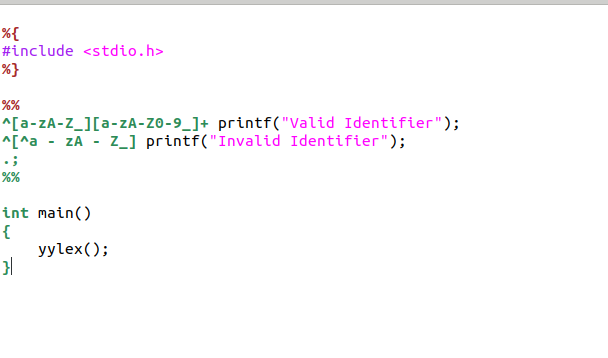 %{
#include <stdio.h>
%}
%%
^[a-zA-Z_][a-zA-Z0-9_]+ printf("Valid Identifier");
^[^a - zA - Z_] printf("Invalid Identifier");
.;
%%
int main()
{
    yylex();
}